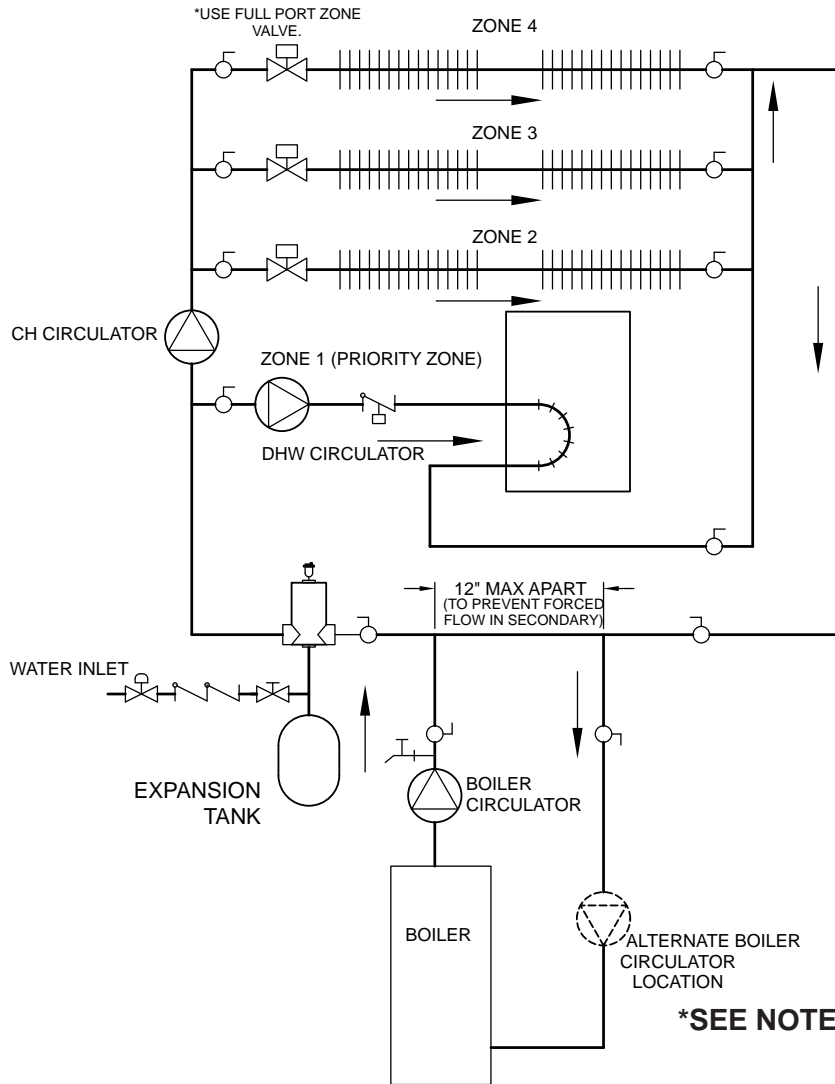 *USE FULL PORT ZONE
VALVE.
ZONE 4
ZONE 3
ZONE 2
CH CIRCULATOR
ZONE 1 (PRIORITY ZONE)
DHW CIRCULATOR
12" MAX APART
(TO PREVENT FORCED
FLOW IN SECONDARY)
WATER INLET
EXPANSION
TANK
BOILER
CIRCULATOR
BOILER
ALTERNATE BOILER
CIRCULATOR
LOCATION
*SEE NOTE